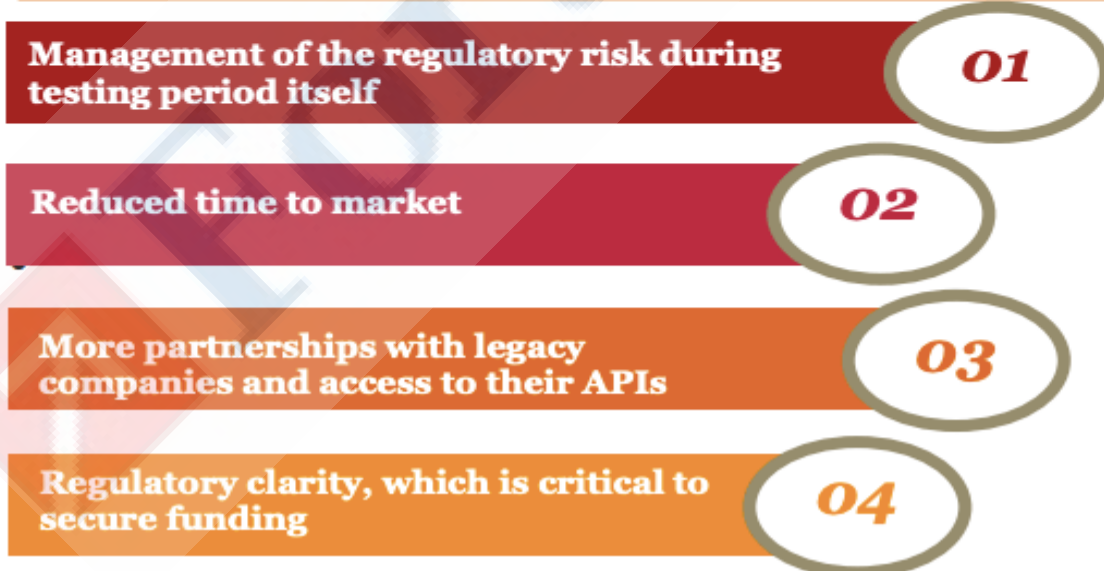 Management of the regulatory risk during
testing period itself
01
Reduced time to market
02
More partnerships with legacy
companies and access to their APIs
03
Regulatory clarity, which is critical to
secure funding
04